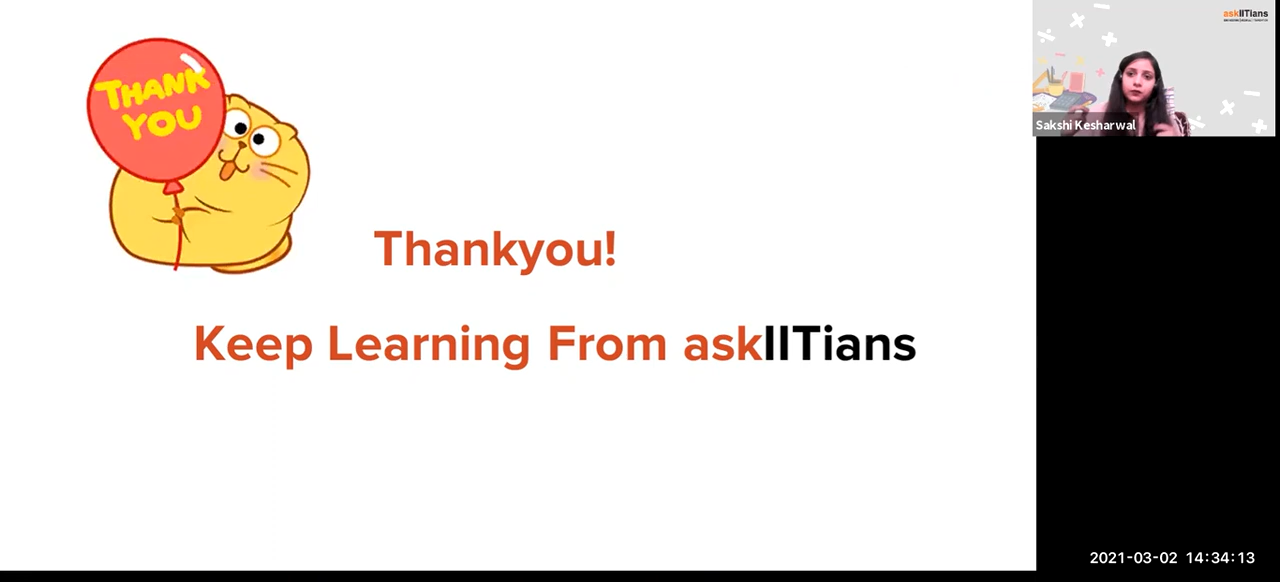 THANK
YOU
Thankyou!
Keep Learning From askIITians
askIITians
Sakshi Kesharwal
2021-03-02 14:34:13